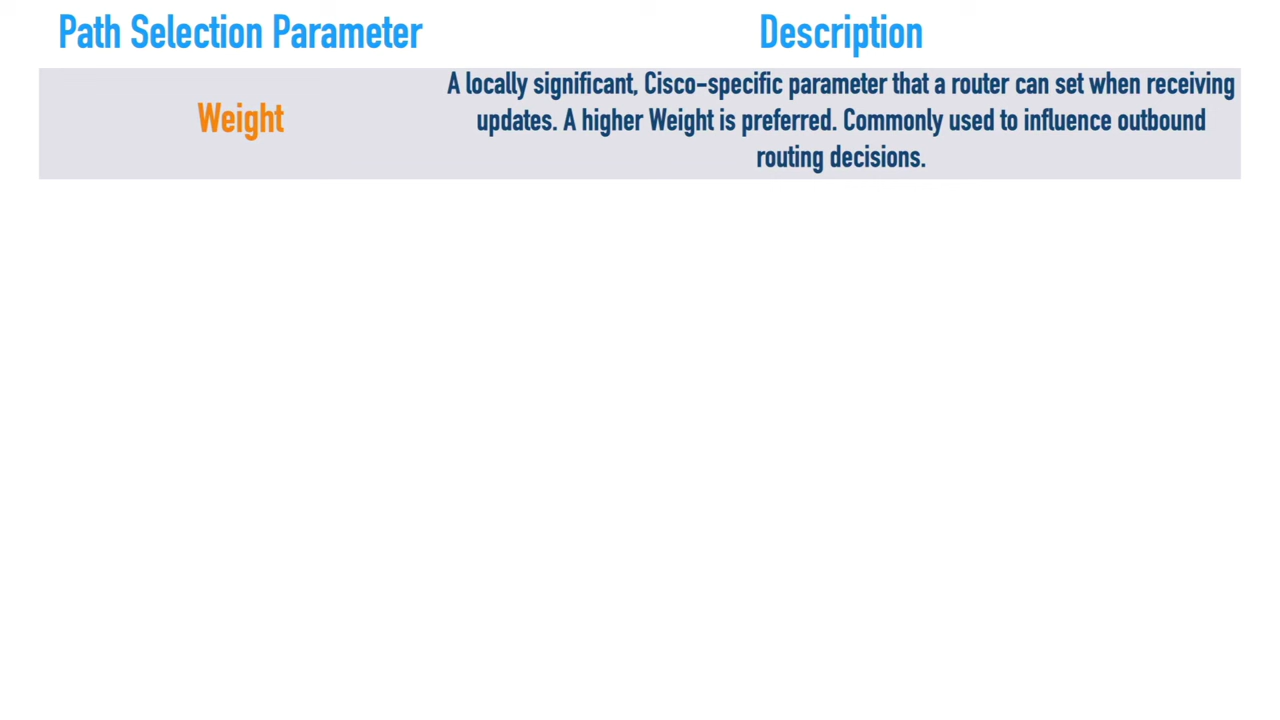 Path Selection Parameter
Description
Weight
A locally significant, Cisco-specific parameter that a router can set when receiving
updates. A higher Weight is preferred. Commonly used to influence outbound
routing decisions.